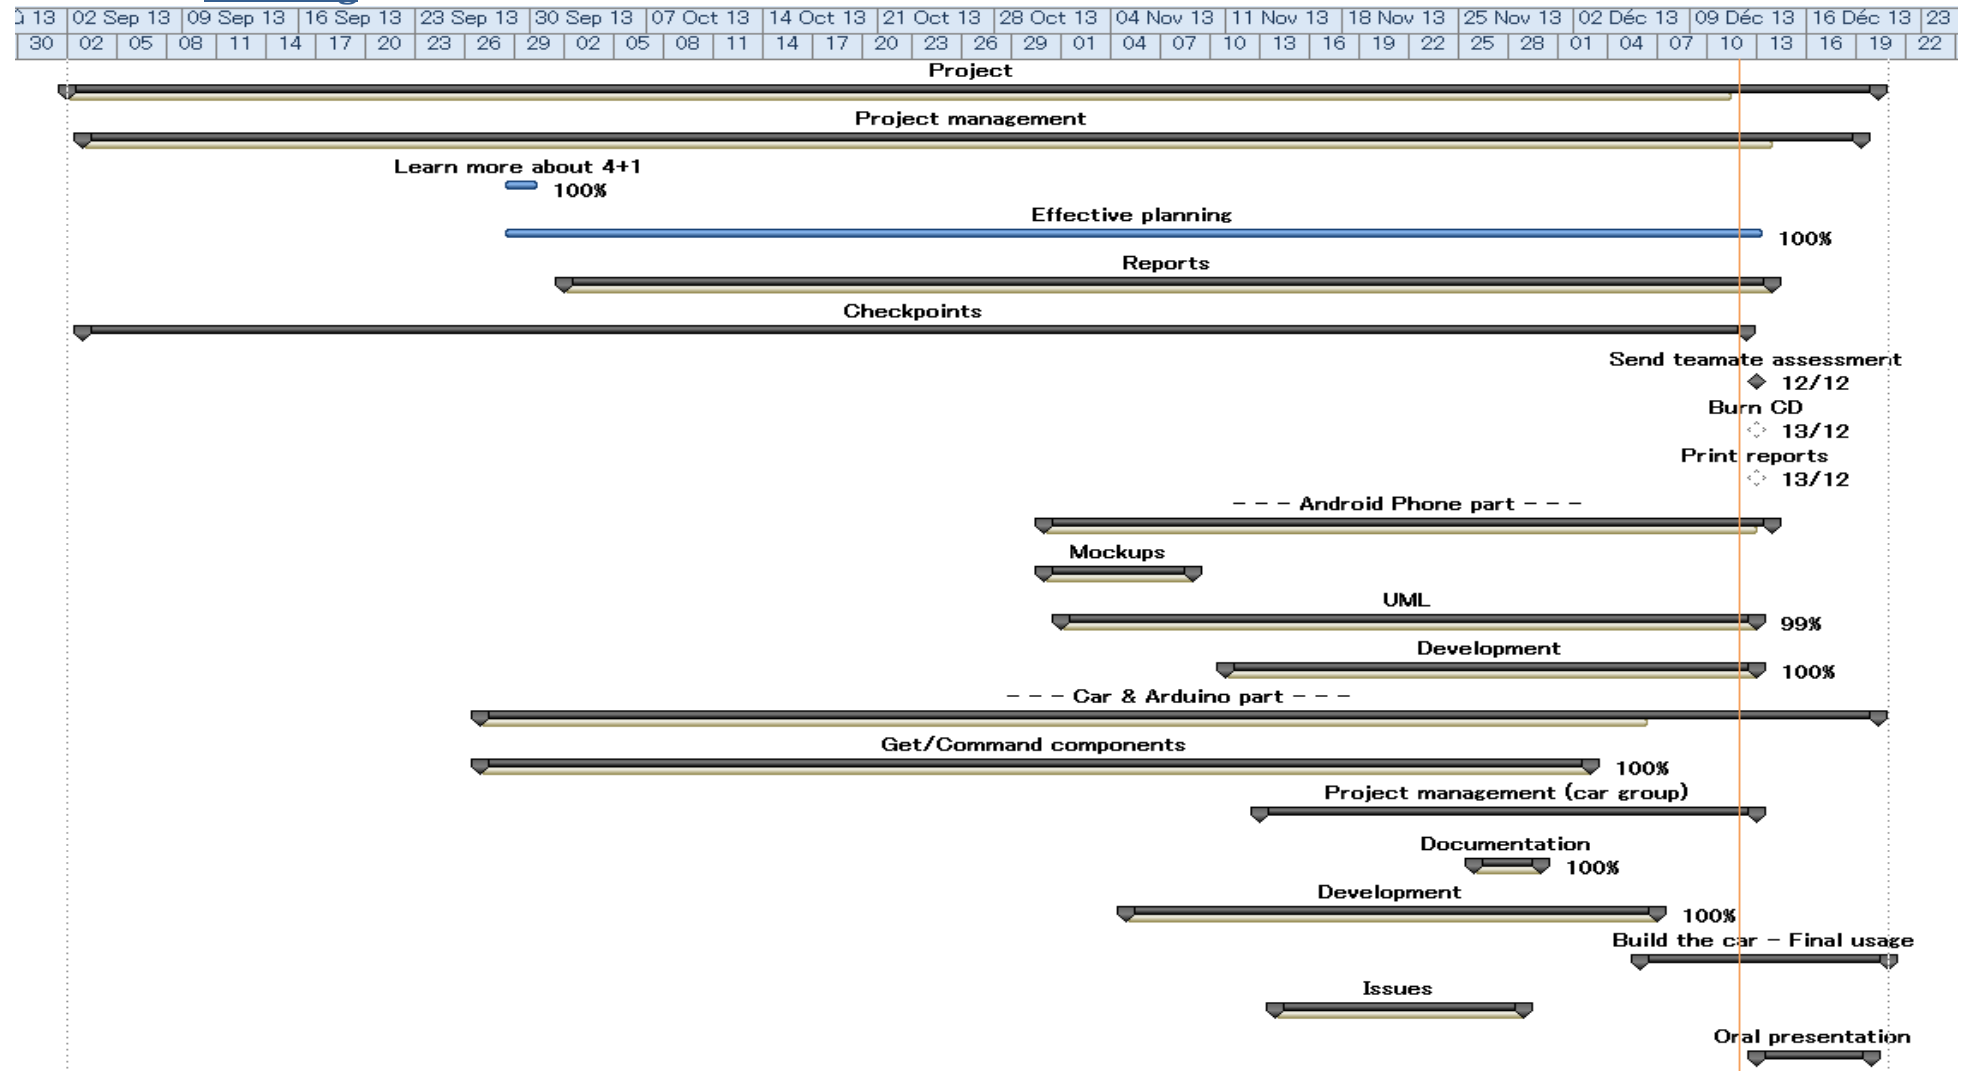 13 | 02 Sep 13 | 09 Sep 13 | 16 Sep 13 | 23 Sep 13 | 30 Sep 13 | 07 Oct 13 | 14 Oct 13 | 21 Oct 13 | 28 Oct 13 | 04 Nov 13 | 11 Nov 13 | 18 Nov 13 | 25 Nov 13 | 02 Déc 13 | 09 Déc 13 | 16 Déc 13 | 23
30 | 02 | 05 | 08 | 11 | 14 | 17 | 20 | 23 | 26 | 29 | 02 | 05 | 08 | 11 | 14 | 17 | 20 | 23 | 26 | 29 | 01 | 04 | 07 | 10 | 13 | 16 | 19 | 22 | 25 | 28 | 01 | 04 | 07 | 10 | 13 | 16 | 19 | 22
Project
Project management
Learn more about 4+1
100%
Effective planning
100%
Reports
Checkpoints
Send teamate assessment
12/12
Burn CD
13/12
Print reports
13/12
- - - Android Phone part - - -
Mockups
UML
99%
Development
100%
- - - Car & Arduino part - - -
Get/Command components
100%
Project management (car group)
Documentation
100%
Development
100%
Build the car - Final usage
Issues
Oral presentation